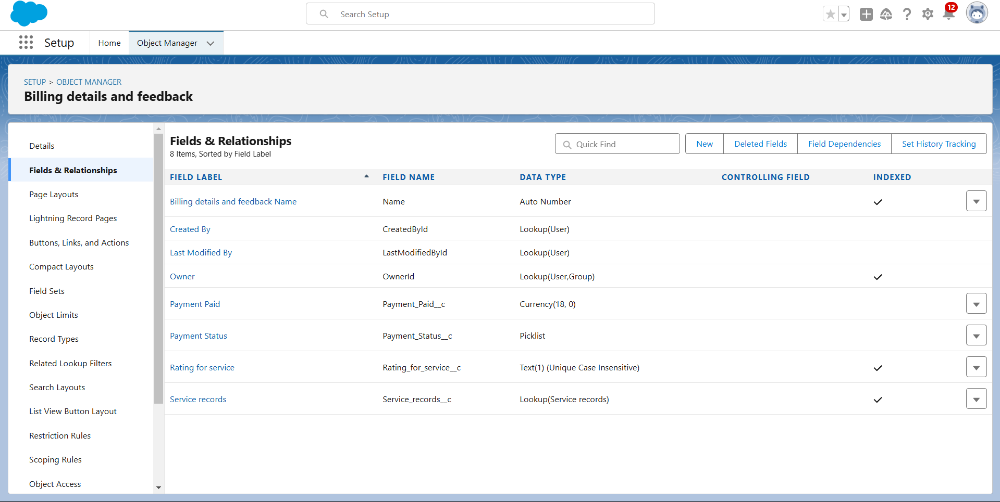 Search Setup
12
Setup
Home
Object Manager
SETUP > OBJECT MANAGER
Billing details and feedback
Details
Fields & Relationships
Page Layouts
Lightning Record Pages
Buttons, Links, and Actions
Compact Layouts
Field Sets
Object Limits
Record Types
Related Lookup Filters
Search Layouts
List View Button Layout
Restriction Rules
Scoping Rules
Object Access
Fields & Relationships
8 Items, Sorted by Field Label
Quick Find
New
Deleted Fields
Field Dependencies
Set History Tracking
FIELD LABEL FIELD NAME DATA TYPE CONTROLLING FIELD INDEXED
Billing details and feedback Name Name Auto Number
Created By CreatedById Lookup(User)
Last Modified By LastModifiedById Lookup(User)
Owner OwnerId Lookup(User,Group)
Payment Paid Payment_Paid__c Currency(18, 0)
Payment Status Payment_Status__c Picklist
Rating for service Rating_for_service__c Text(1) (Unique Case Insensitive)
Service records Service_records__c Lookup(Service records)